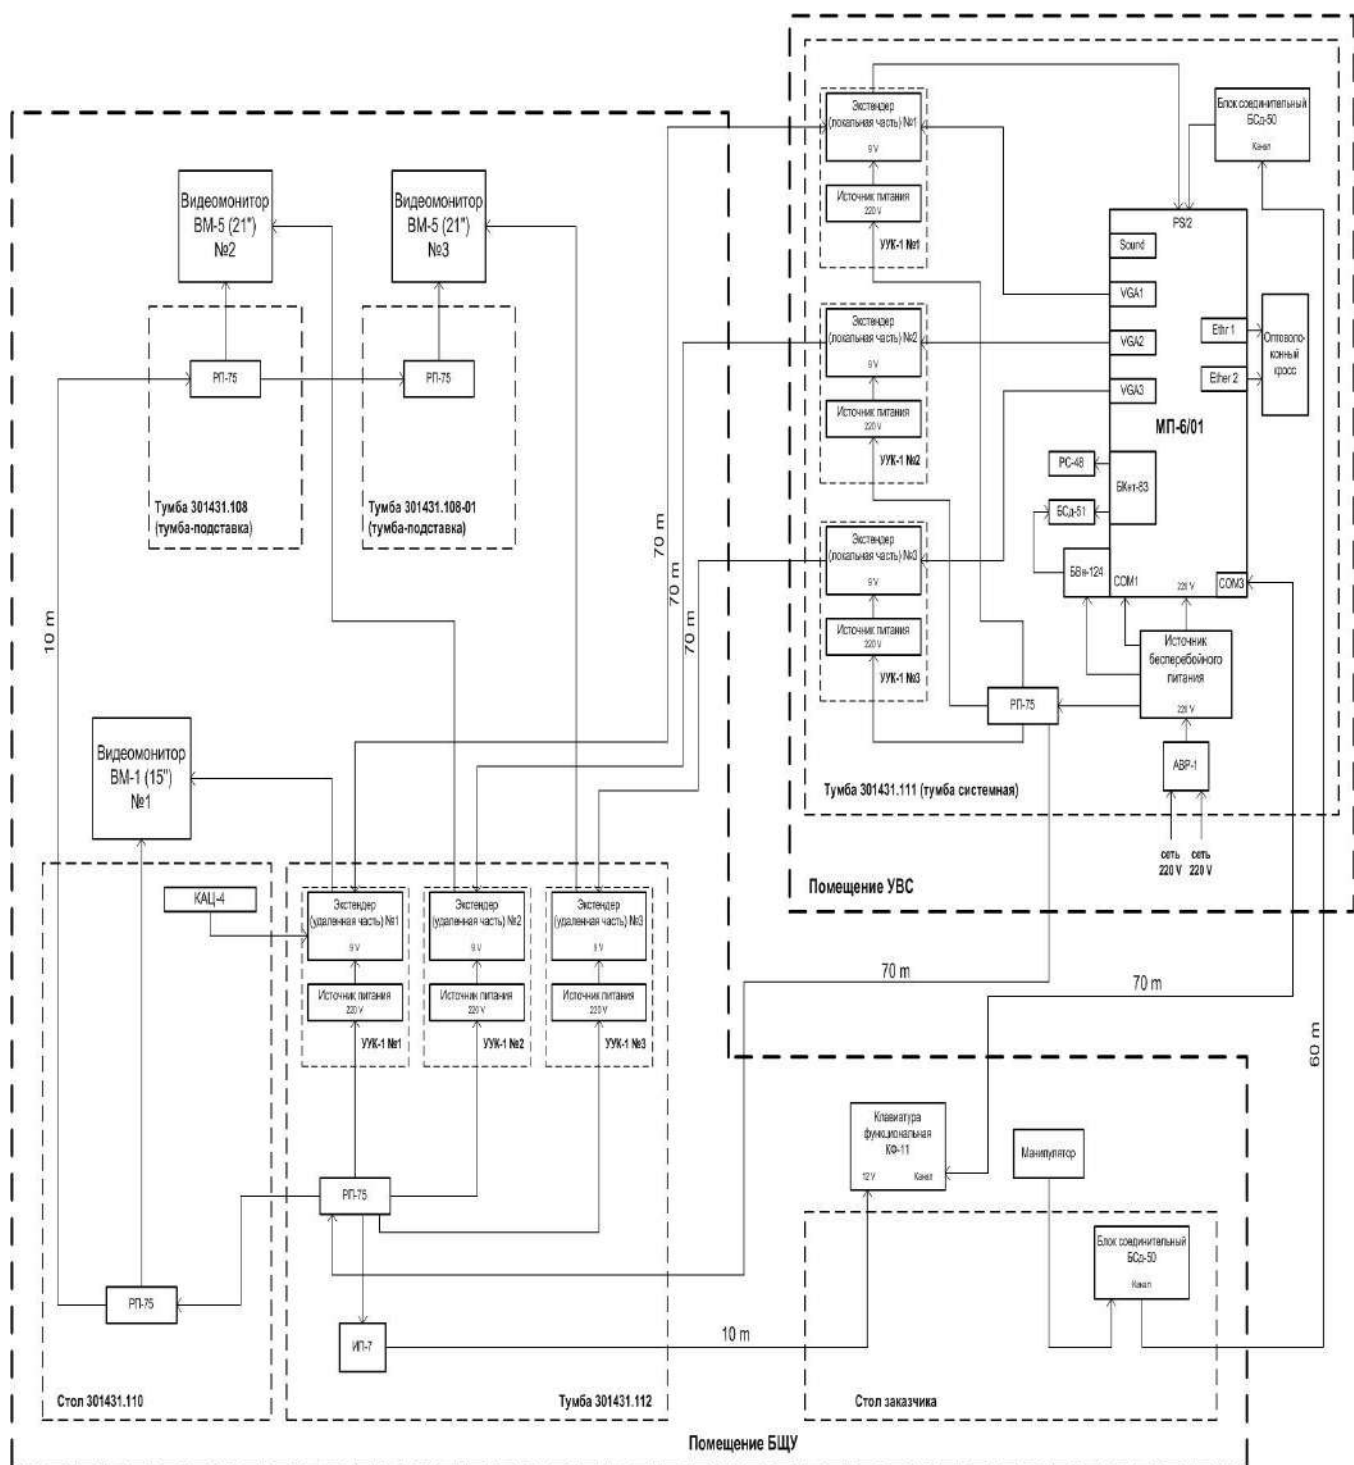 Экстендер
(локальная часть) №1
9 V
Источник питания
220 V
УУК-1 №1
Блок соединительный
БСд-50
Канал
PS/2
Sound
VGA1
VGA2
VGA3
Ethr 1
Ether 2
Оптоволо-
конный
кросс
МП-6/01
Экстендер
(локальная часть) №2
9 V
Источник питания
220 V
УУК-1 №2
РС-48
БКнт-83
БСд-51
БВн-124
COM1
220 V
COM3
Экстендер
(локальная часть) №3
9 V
Источник питания
220 V
УУК-1 №3
РП-75
Источник
бесперебойного
питания
220 V
АВР-1
Тумба 301431.111 (тумба системная)
сеть
220 V
сеть
220 V
Помещение УВС
Видеомонитор
ВМ-5 (21")
№2
Видеомонитор
ВМ-5 (21")
№3
РП-75
РП-75
Тумба 301431.108
(тумба-подставка)
Тумба 301431.108-01
(тумба-подставка)
10 m
70 m
70 m
70 m
Видеомонитор
ВМ-1 (15")
№1
КАЦ-4
Экстендер
(удаленная часть) №1
9 V
Источник питания
220 V
УУК-1 №1
Экстендер
(удаленная часть) №2
9 V
Источник питания
220 V
УУК-1 №2
Экстендер
(удаленная часть) №3
9 V
Источник питания
220 V
УУК-1 №3
70 m
70 m
60 m
РП-75
РП-75
ИП-7
10 m
Клавиатура
функциональная
КФ-11
12 V
Канал
Манипулятор
Блок соединительный
БСд-50
Канал
Стол 301431.110
Тумба 301431.112
Стол заказчика
Помещение БЩУ